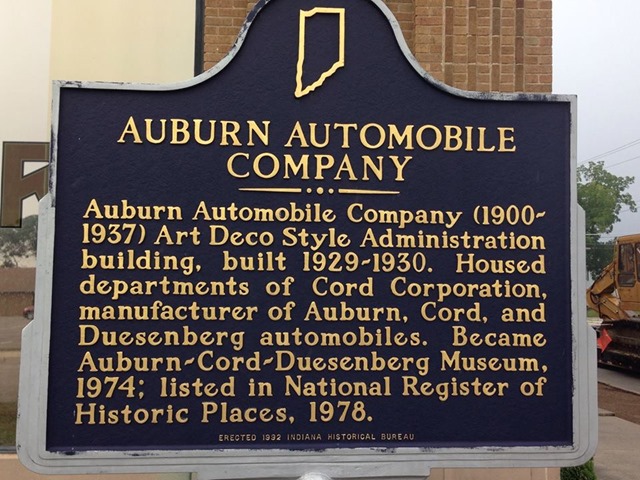 AUBURN AUTOMOBILE
COMPANY
Auburn Automobile Company (1900-
1937) Art Deco Style Administration
building, built 1929-1930. Housed
departments of Cord Corporation,
manufacturer of Auburn, Cord, and
Duesenberg automobiles. Became
Auburn-Cord-Duesenberg Museum,
1974; listed in National Register of
Historic Places, 1978.
ERECTED 1992 INDIANA HISTORICAL BUREAU